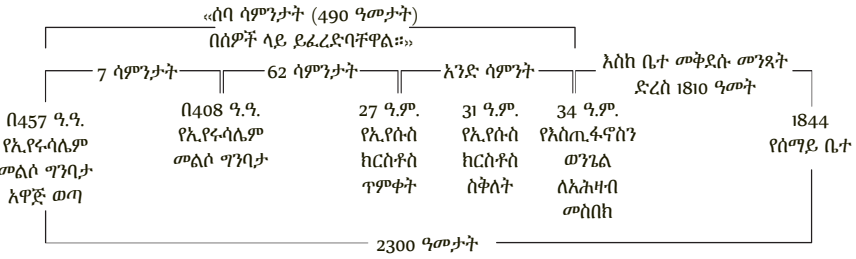 «ሰባ ሳምንታት (490 ዓመታት)
በሰዎች ላይ ይፈረድባቸዋል።»
7 ሳምንታት
62 ሳምንታት
አንድ ሳምንት
እስከ ቤተ መቅደሱ መንጻት
ድረስ 1810 ዓመት
በ457 ዓ.ዓ.
የኢየሩሳሌም
መልሶ ግንባታ
አዋጅ ወጣ
በ408 ዓ.ዓ.
የኢየሩሳሌም
መልሶ ግንባታ
27 ዓ.ም.
የኢየሱስ
ክርስቶስ
ጥምቀት
31 ዓ.ም.
የኢየሱስ
ክርስቶስ
ስቅለት
34 ዓ.ም.
የእስጢፋኖስን
ወንጌል
ለአሕዛብ
መስበክ
1844
የሰማይ ቤተ
2300 ዓመታት